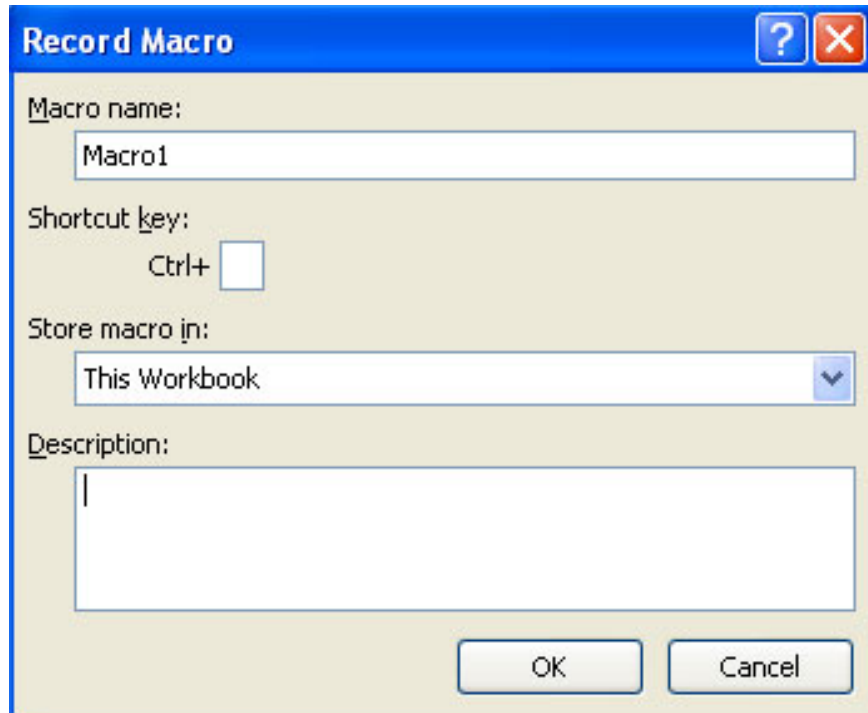 Record Macro
Macro name:
Macro1
Shortcut key:
Ctrl+
Store macro in:
This Workbook
Description:
OK Cancel